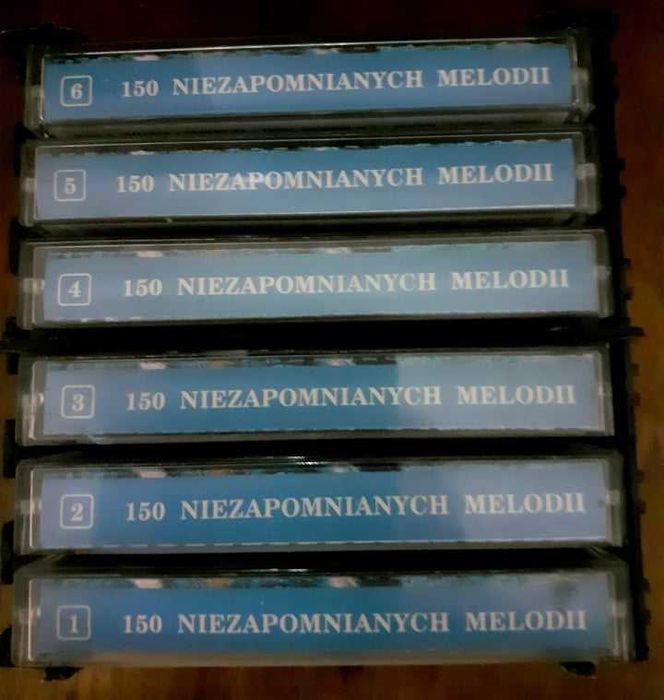 6 150 NIEZAPOMNIANYCH MELODII
5 150 NIEZAPOMNIANYCH MELODII
4 150 NIEZAPOMNIANYCH MELODII
3 150 NIEZAPOMNIANYCH MELODII
2 150 NIEZAPOMNIANYCH MELODII
1 150 NIEZAPOMNIANYCH MELODII